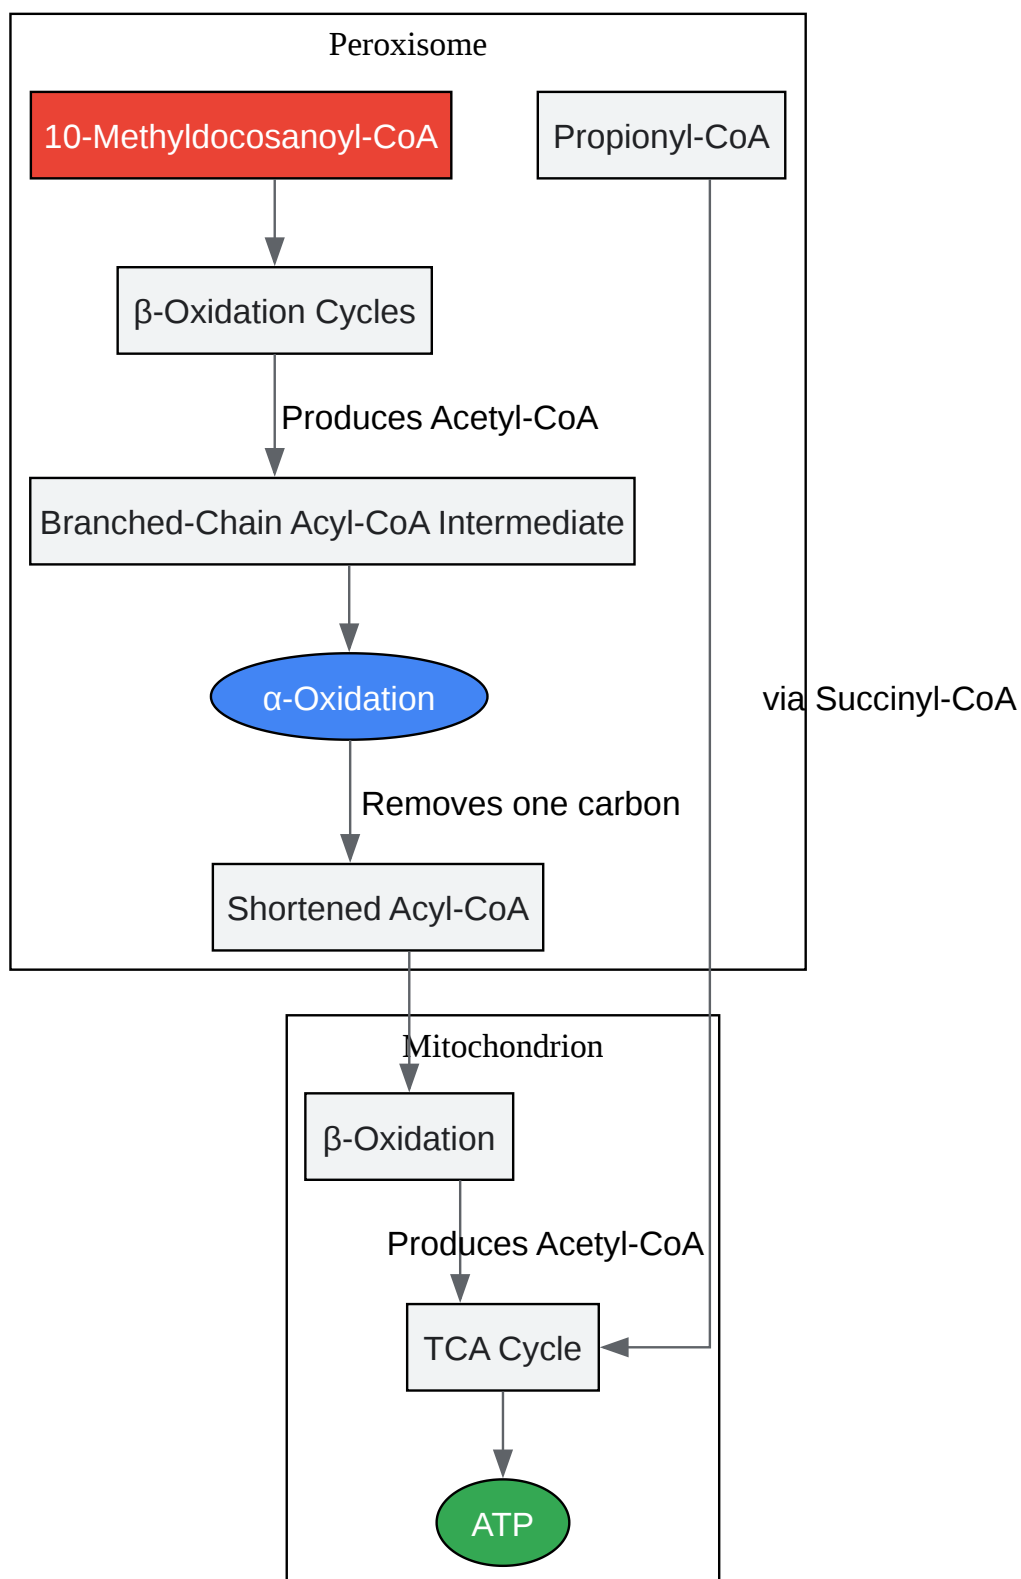 Peroxisome
10-Methyldocosanoyl-CoA
Propionyl-CoA
β-Oxidation Cycles
Produces Acetyl-CoA
Branched-Chain Acyl-CoA Intermediate
α-Oxidation
via Succinyl-CoA
Removes one carbon
Shortened Acyl-CoA
Mitochondrion
β-Oxidation
Produces Acetyl-CoA
TCA Cycle
ATP